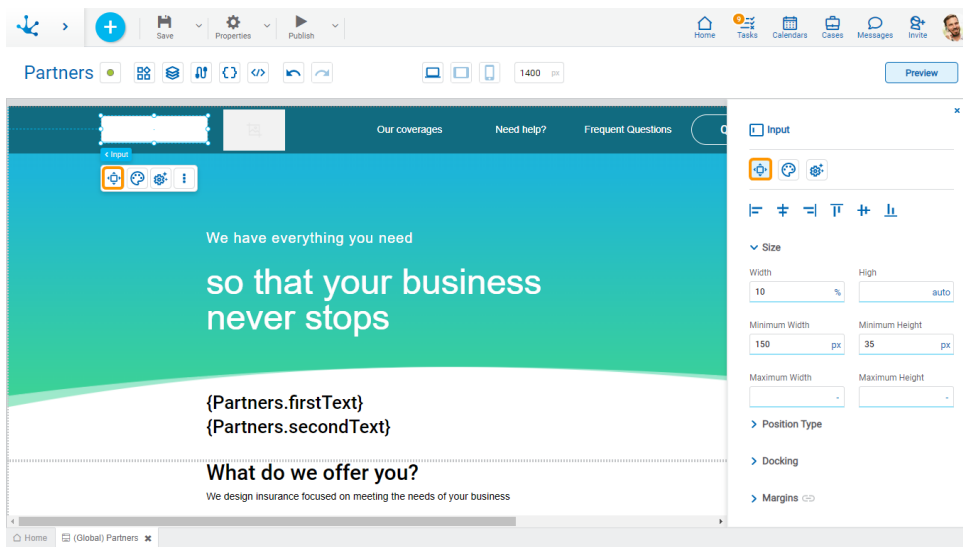 Save
Properties
Publish
Home
9
Tasks
Calendars
Cases
Messages
Invite
Partners
1400 px
Preview
Our coverages
Need help?
Frequent Questions
Q
< Input
We have everything you need
so that your business
never stops
{Partners.firstText}
{Partners.secondText}
What do we offer you?
We design insurance focused on meeting the needs of your business
Input
Size
Width
High
10 %
auto
Minimum Width
Minimum Height
150 px
35 px
Maximum Width
Maximum Height
-
-
Position Type
Docking
Margins
Home
(Global) Partners